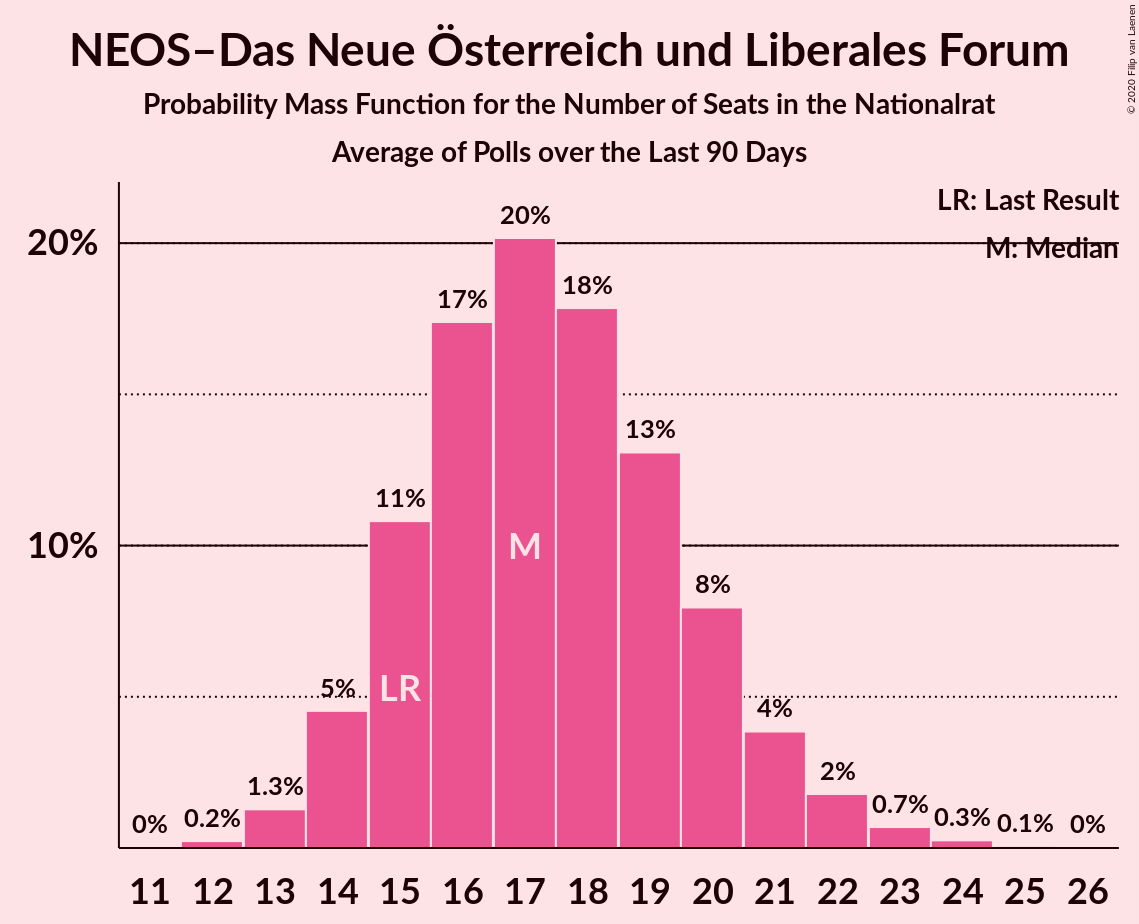 NEOS–Das Neue Österreich und Liberales Forum
Probability Mass Function for the Number of Seats in the Nationalrat
Average of Polls over the Last 90 Days
© 2020 Filip van Laenen
LR: Last Result
M: Median
20%
10%
0%
0.2%
1.3%
5%
11%
17%
20%
18%
13%
8%
4%
2%
0.7%
0.3%
0.1%
0%
LR
M
11 12 13 14 15 16 17 18 19 20 21 22 23 24 25 26